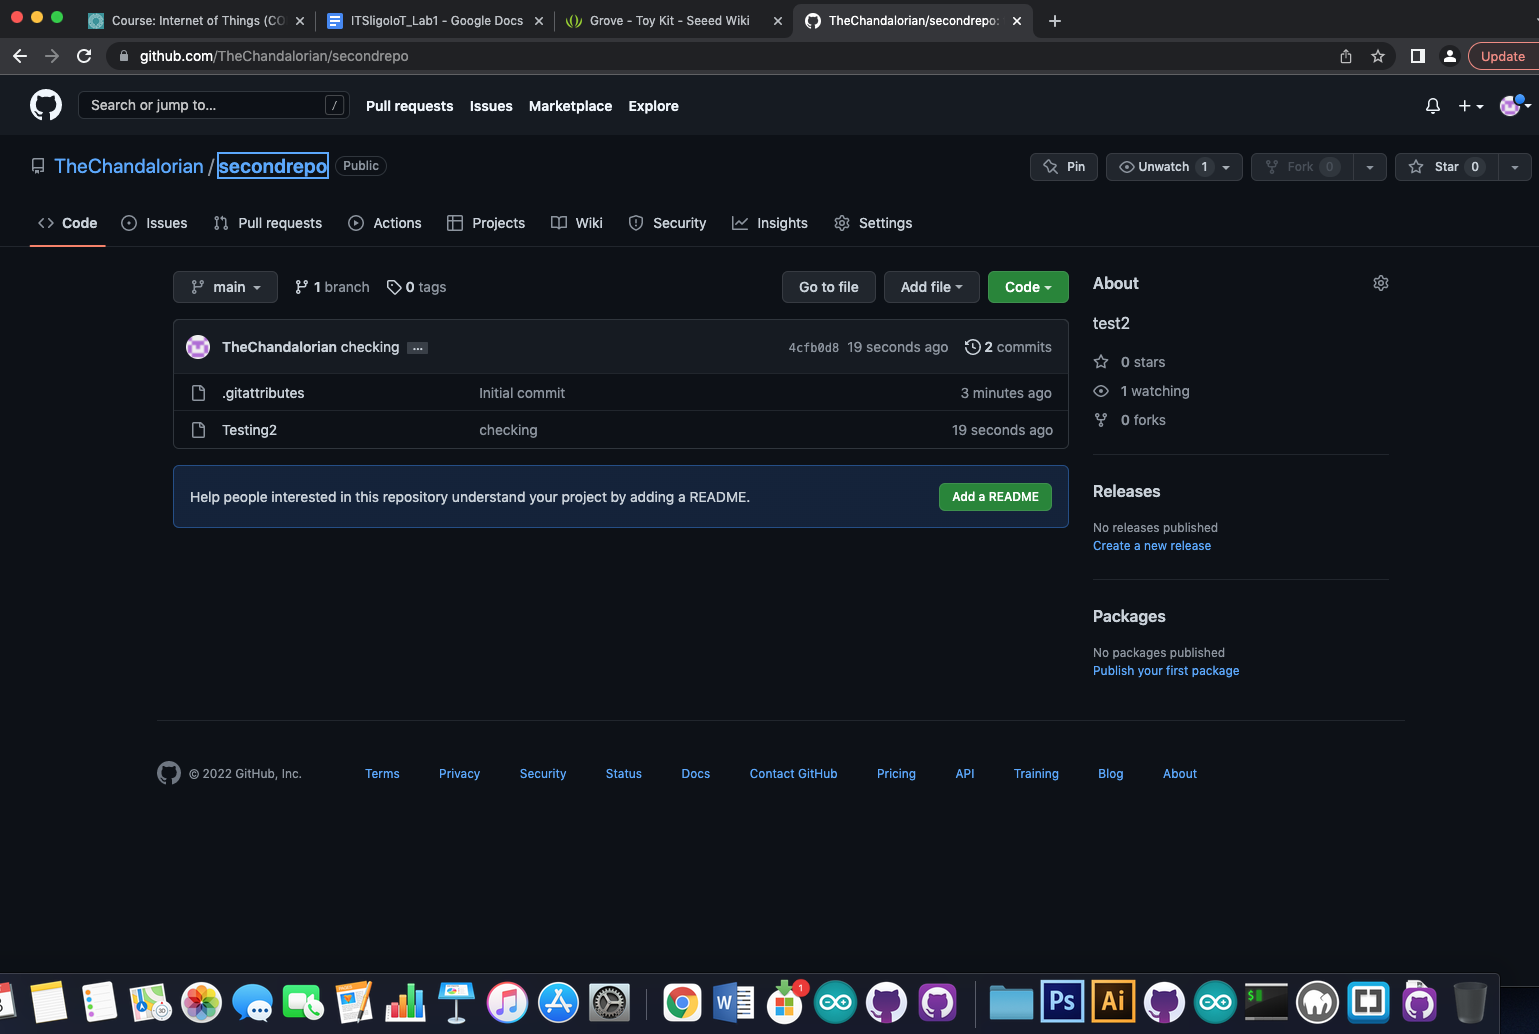 Course: Internet of Things (CO
ITSligoIoT_Lab1 - Google Docs
Grove - Toy Kit - Seeed Wiki
TheChandalorian/secondrepo:
github.com/TheChandalorian/secondrepo
Update
Search or jump to...
/
Pull requests
Issues
Marketplace
Explore
TheChandalorian / secondrepo
Public
Pin
Unwatch 1
Fork 0
Star 0
Code
Issues
Pull requests
Actions
Projects
Wiki
Security
Insights
Settings
main
1 branch
0 tags
Go to file
Add file
Code
TheChandalorian checking ...
4cfb0d8 19 seconds ago
2 commits
.gitattributes
Initial commit
3 minutes ago
Testing2
checking
19 seconds ago
Help people interested in this repository understand your project by adding a README.
Add a README
About
test2
0 stars
1 watching
0 forks
Releases
No releases published
Create a new release
Packages
No packages published
Publish your first package
© 2022 GitHub, Inc.
Terms
Privacy
Security
Status
Docs
Contact GitHub
Pricing
API
Training
Blog
About
PAGES
3D
W
1
Ps
Ai
$